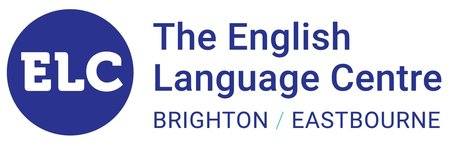 ELC
The English
Language Centre
BRIGHTON / EASTBOURNE